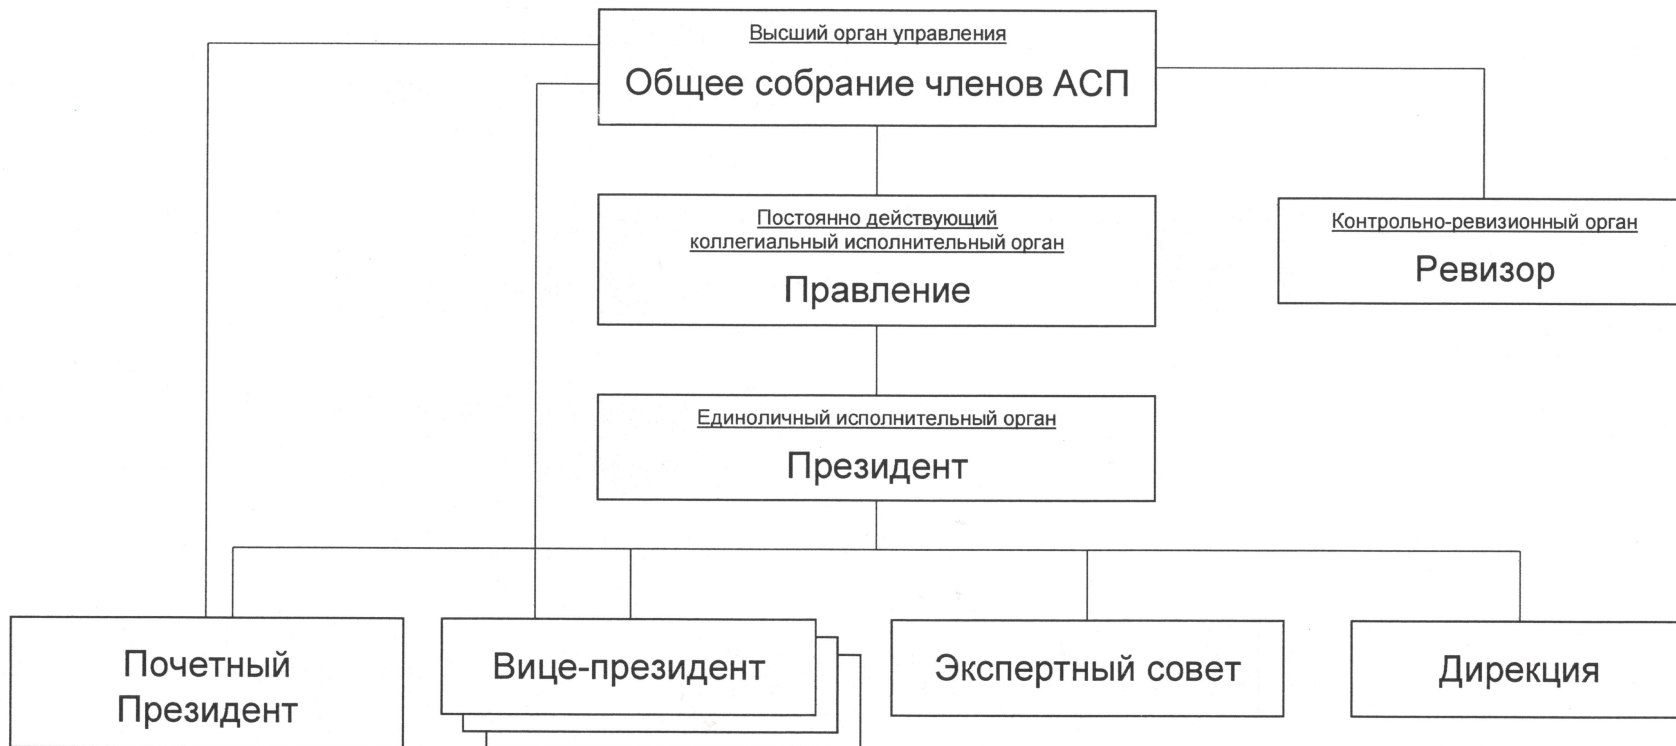 Высший орган управления
Общее собрание членов АСП
Постоянно действующий
коллегиальный исполнительный орган
Правление
Контрольно-ревизионный орган
Ревизор
Единоличный исполнительный орган
Президент
Почетный
Президент
Вице-президент
Экспертный совет
Дирекция